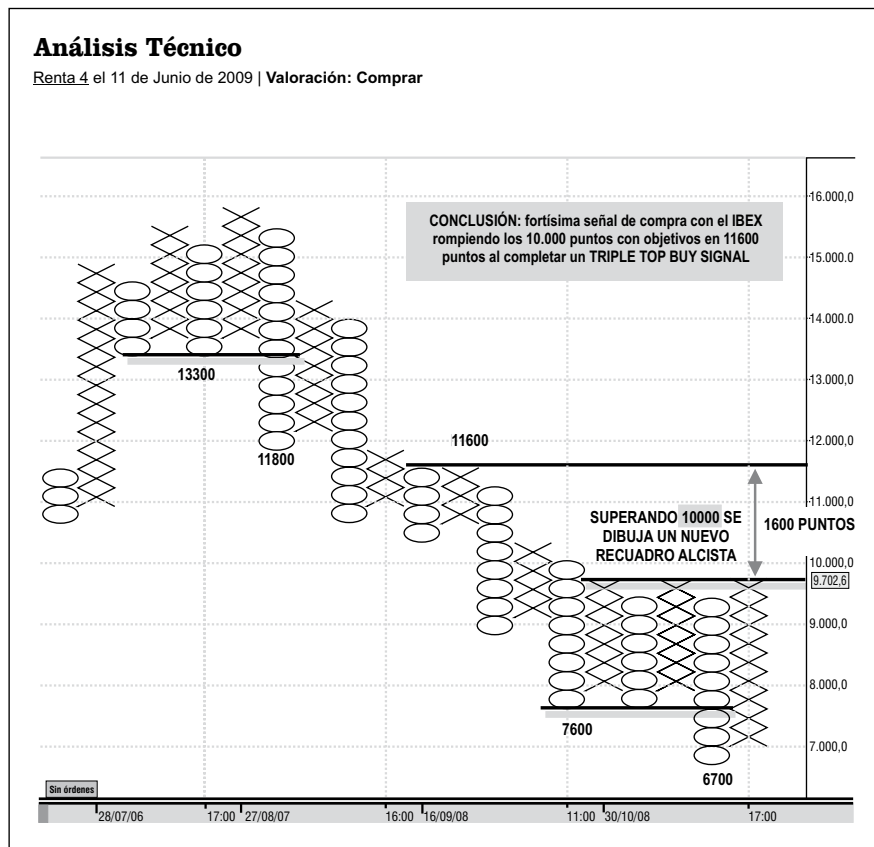 Análisis Técnico
Renta 4 el 11 de Junio de 2009 | Valoración: Comprar
CONCLUSIÓN: fortísima señal de compra con el IBEX
rompiendo los 10.000 puntos con objetivos en 11600
puntos al completar un TRIPLE TOP BUY SIGNAL
16.000,0
15.000,0
14.000.0
13.000,0
12.000,0
11.000,0
10.000,0
9.702,6
9.000,0
8.000,0
7.000,0
13300
11800
11600
SUPERANDO 10000 SE
DIBUJA UN NUEVO
RECUADRO ALCISTA
1600 PUNTOS
7600
6700
Sin órdenes
28/07/06
17:00 27/08/07
16:00 16/09/08
11:00 30/10/08
17:00